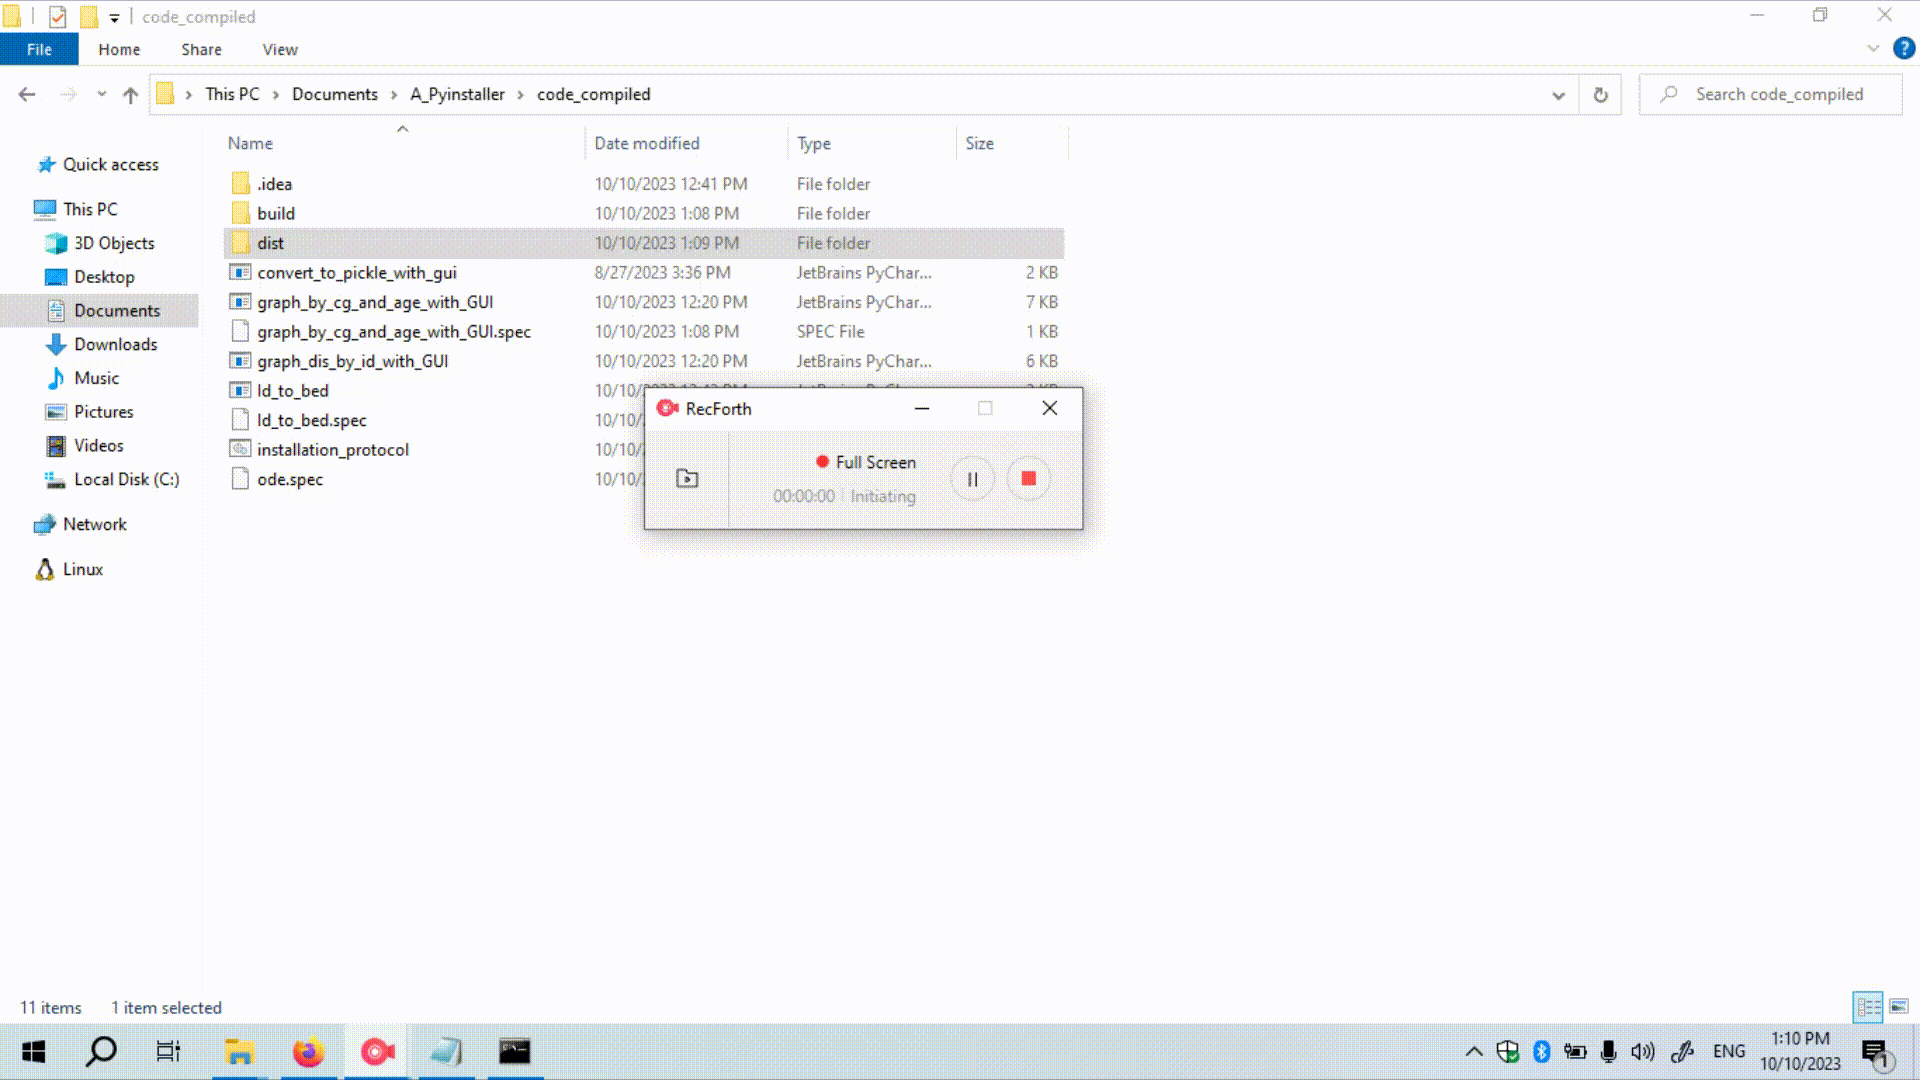 code_compiled
File Home Share View
This PC Documents A_Pyinstaller code_compiled
Search code_compiled
Name Date modified Type Size
Quick access
This PC
3D Objects
Desktop
Documents
Downloads
Music
Pictures
Videos
Local Disk (C:)
Network
Linux
.idea 10/10/2023 12:41 PM File folder
build 10/10/2023 1:08 PM File folder
dist 10/10/2023 1:09 PM File folder
convert_to_pickle_with_gui 8/27/2023 3:36 PM JetBrains PyChar... 2 KB
graph_by_cg_and_age_with_GUI 10/10/2023 12:20 PM JetBrains PyChar... 7 KB
graph_by_cg_and_age_with_GUI.spec 10/10/2023 1:08 PM SPEC File 1 KB
graph_dis_by_id_with_GUI 10/10/2023 12:20 PM JetBrains PyChar... 6 KB
ld_to_bed 10/10/
ld_to_bed.spec 10/10/
installation_protocol 10/10/
ode.spec 10/10/
RecForth
Full Screen
00:00:00 | Initiating
11 items 1 item selected
ENG
1:10 PM
10/10/2023
1